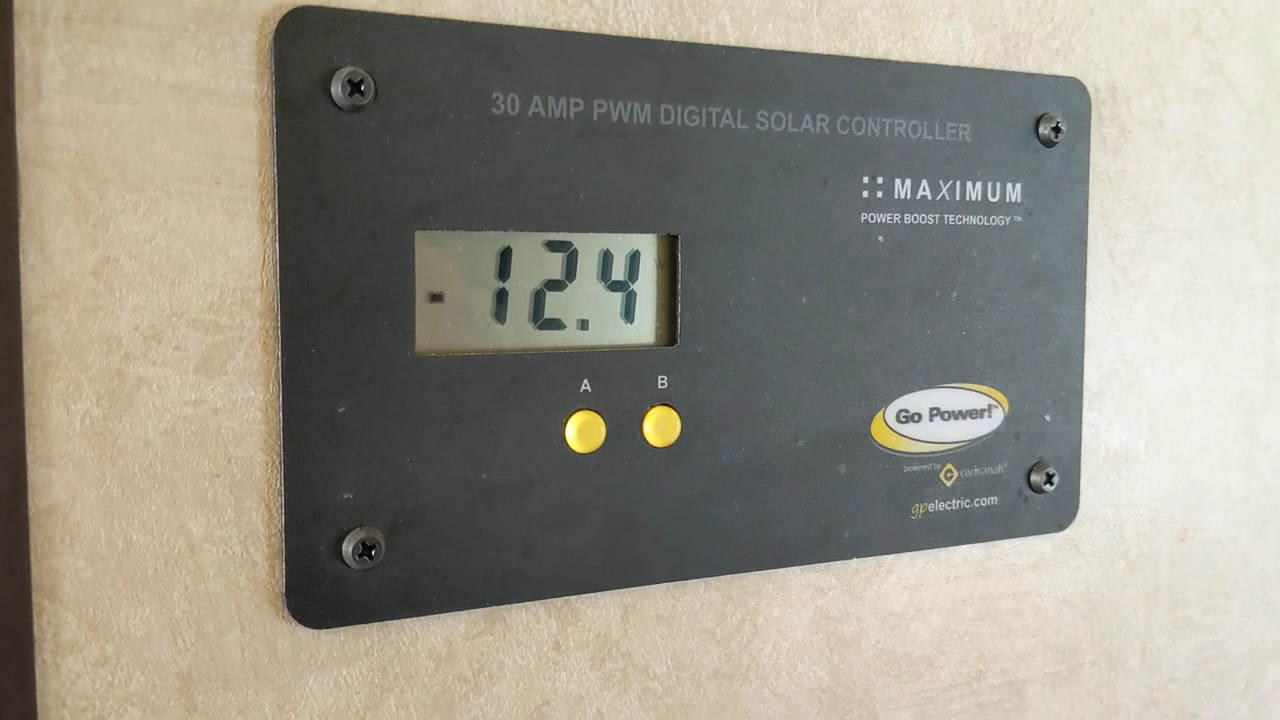 30 AMP PWM DIGITAL SOLAR CONTROLLER
MAXIMUM
POWER BOOST TECHNOLOGY ™
- 12.4
A B
Go Power!™
powered by carmanah®
gpelectric.com